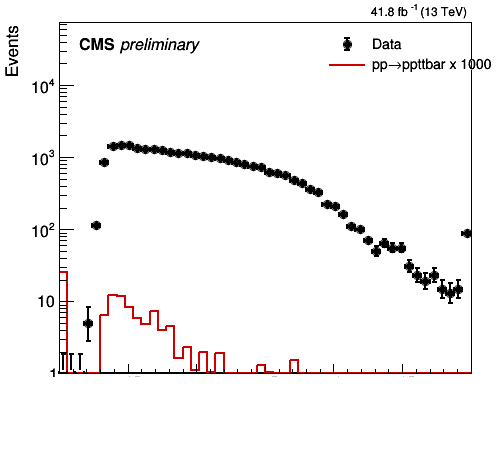 41.8 fb⁻¹ (13 TeV)
Events
CMS preliminary
Data
pp→ppttbar x 1000
10⁴
10³
10²
10
1